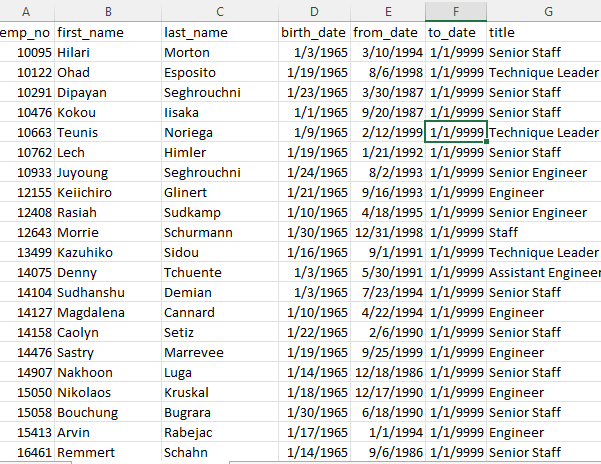 A B C D E F G
emp_no first_name last_name birth_date from_date to_date title
10095 Hilari Morton 1/3/1965 3/10/1994 1/1/9999 Senior Staff
10122 Ohad Esposito 1/19/1965 8/6/1998 1/1/9999 Technique Leader
10291 Dipayan Seghrouchni 1/23/1965 3/30/1987 1/1/9999 Senior Staff
10476 Kokou Iisaka 1/1/1965 9/20/1987 1/1/9999 Senior Staff
10663 Teunis Noriega 1/9/1965 2/12/1999 1/1/9999 Technique Leader
10762 Lech Himler 1/19/1965 1/21/1992 1/1/9999 Senior Staff
10933 Juyoung Seghrouchni 1/24/1965 8/2/1993 1/1/9999 Senior Engineer
12155 Keiichiro Glinert 1/21/1965 9/16/1993 1/1/9999 Engineer
12408 Rasiah Sudkamp 1/10/1965 4/18/1995 1/1/9999 Senior Engineer
12643 Morrie Schurmann 1/30/1965 12/31/1998 1/1/9999 Staff
13499 Kazuhiko Sidou 1/16/1965 9/1/1991 1/1/9999 Technique Leader
14075 Denny Tchuente 1/3/1965 5/30/1991 1/1/9999 Assistant Engineer
14104 Sudhanshu Demian 1/3/1965 7/23/1994 1/1/9999 Senior Staff
14127 Magdalena Cannard 1/10/1965 4/22/1994 1/1/9999 Engineer
14158 Caolyn Setiz 1/22/1965 2/6/1990 1/1/9999 Senior Staff
14476 Sastry Marrevee 1/19/1965 9/25/1999 1/1/9999 Engineer
14907 Nakhoon Luga 1/14/1965 12/18/1986 1/1/9999 Senior Staff
15050 Nikolaos Kruskal 1/18/1965 12/17/1990 1/1/9999 Engineer
15058 Bouchung Bugrara 1/30/1965 6/18/1990 1/1/9999 Senior Staff
15413 Arvin Rabejac 1/17/1965 1/1/1994 1/1/9999 Engineer
16461 Remmert Schahn 1/14/1965 9/6/1986 1/1/9999 Senior Staff